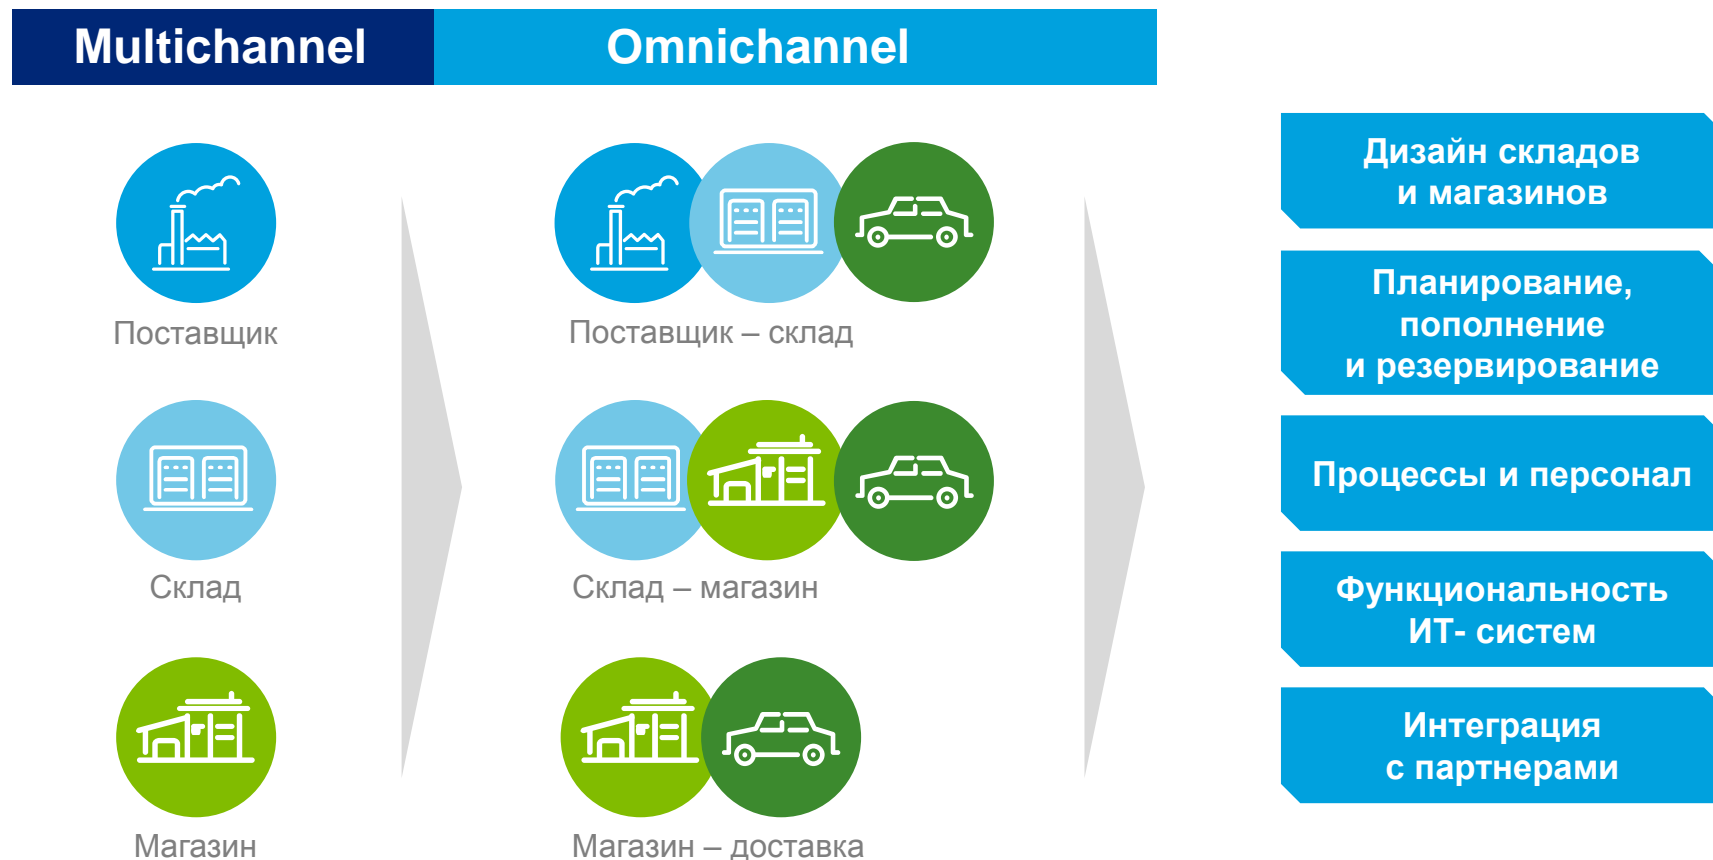 Multichannel
Omnichannel
Поставщик
Склад
Магазин
Поставщик – склад
Склад – магазин
Магазин – доставка
Дизайн складов
и магазинов
Планирование,
пополнение
и резервирование
Процессы и персонал
Функциональность
ИТ- систем
Интеграция
с партнерами